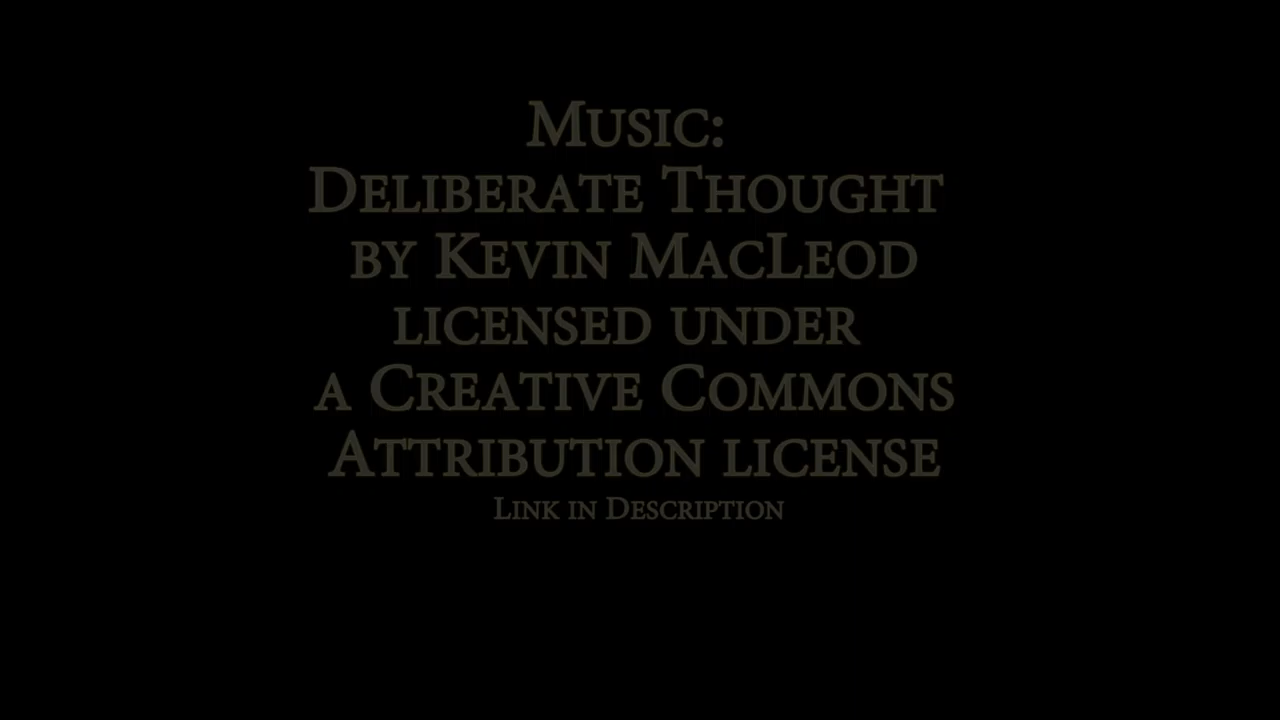 Music:
Deliberate Thought
by Kevin MacLeod
licensed under
a Creative Commons
Attribution license
Link in Description